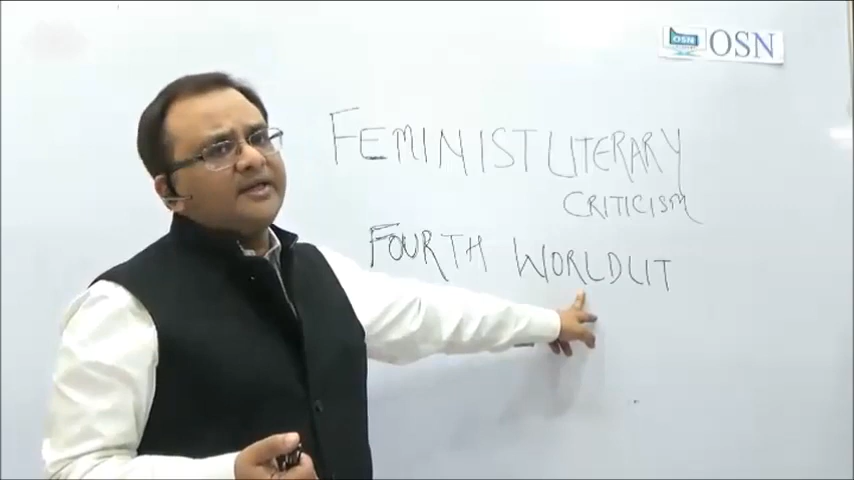 OSN OSN
FEMINIST LITERARY
CRITICISM
FOURTH WORLD LIT